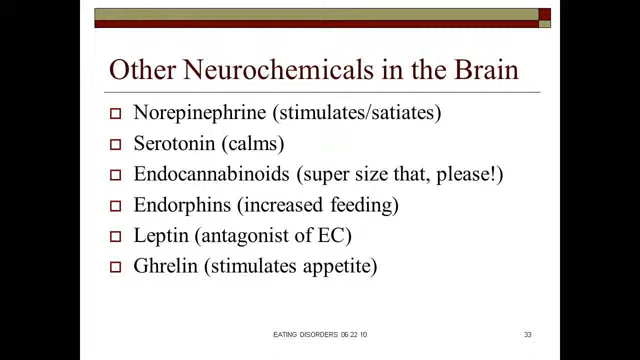 Other Neurochemicals in the Brain
Norepinephrine (stimulates/satiates)
Serotonin (calms)
Endocannabinoids (super size that, please!)
Endorphins (increased feeding)
Leptin (antagonist of EC)
Ghrelin (stimulates appetite)
EATING DISORDERS 06 22 10
33